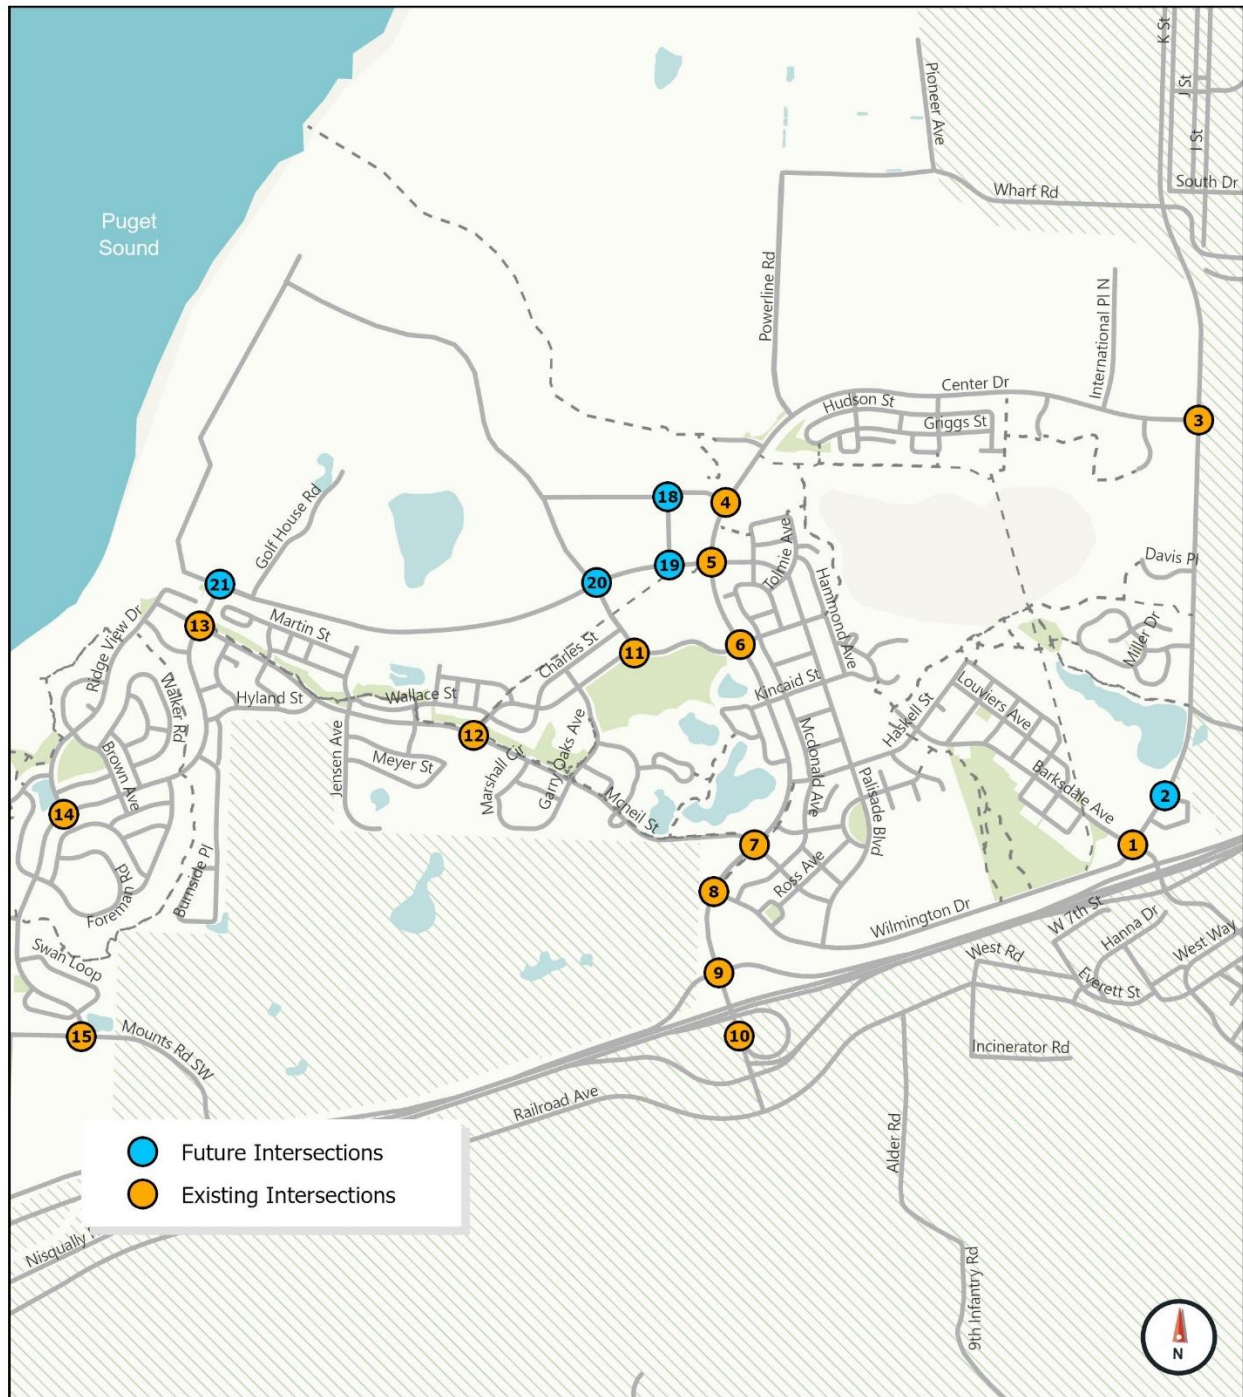 K St
J St
I St
Pioneer Ave
South Dr
Wharf Rd
Puget
Sound
Powerline Rd
International Pl N
Center Dr
Hudson St
Griggs St
3
18
4
Golf House Rd
19
5
Tolmie Ave
Davis Pl
20
21
Hammond Ave
Ridge View Dr
13
Martin St
Charles St
11
6
Miller Dr
Walker Rd
Hyland St
Wallace St
Kincaid St
Haskell St
Louviers Ave
12
Brown Ave
Jensen Ave
Meyer St
Marshall Cir
Garry Oaks Ave
Mcneil St
Mcdonald Ave
Palisade Blvd
Barksdale Ave
2
14
7
1
Foreman Rd
Burnside Pl
8
Ross Ave
Wilmington Dr
W 7th St
Hanna Dr
West Way
Swan Loop
9
West Rd
Everett St
15
Mounts Rd SW
10
Incinerator Rd
Railroad Ave
Alder Rd
Future Intersections
Existing Intersections
Nisqually
9th Infantry Rd
N